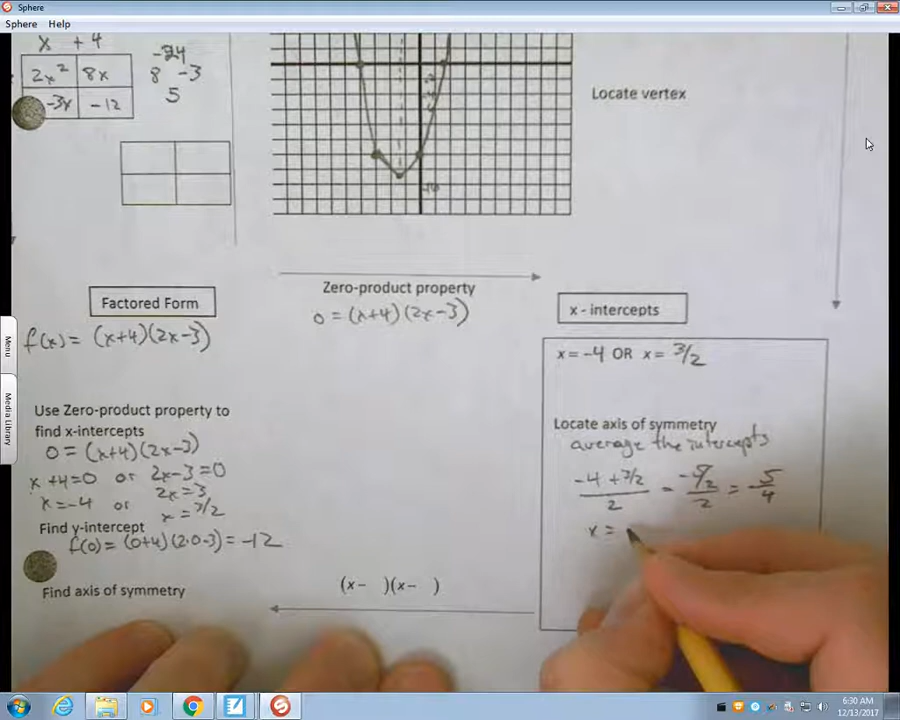 Sphere
Sphere Help
x + 4
2x² 8x
-3x -12
-24
8 -3
5
Locate vertex
Zero-product property
0 = (x+4)(2x-3)
Factored Form
f(x) = (x+4)(2x-3)
x - intercepts
x = -4 OR x = 3/2
Use Zero-product property to
find x-intercepts
0 = (x+4)(2x-3)
x+4=0 or 2x-3=0
2x=3
x=-4 or x=3/2
Find y-intercept
f(0) = (0+4)(2·0-3) = -12
Find axis of symmetry
(x- )(x- )
Locate axis of symmetry
average the intercepts
(-4 + 3/2)/2 = (-5/2)/2 = -5/4
x =
Menu
Media Library
6:30 AM
12/13/2017